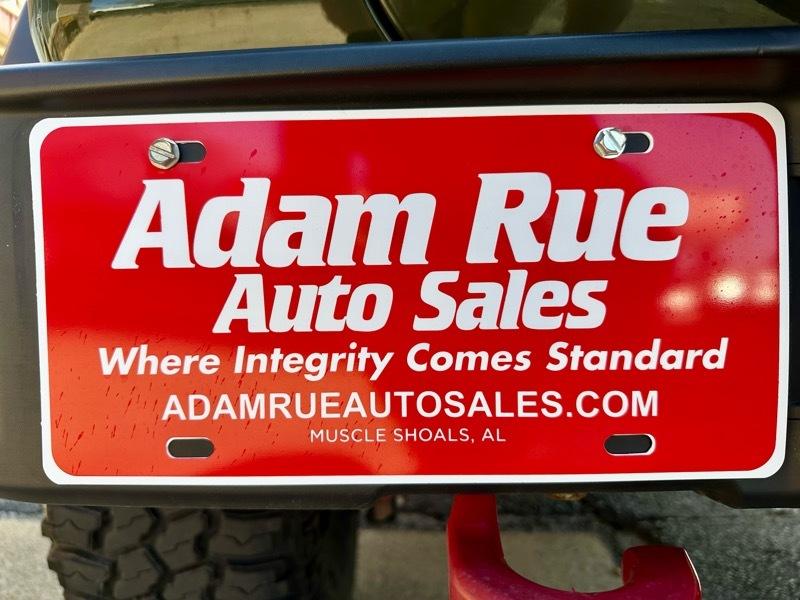 Adam Rue
Auto Sales
Where Integrity Comes Standard
ADAMRUEAUTOSALES.COM
MUSCLE SHOALS, AL